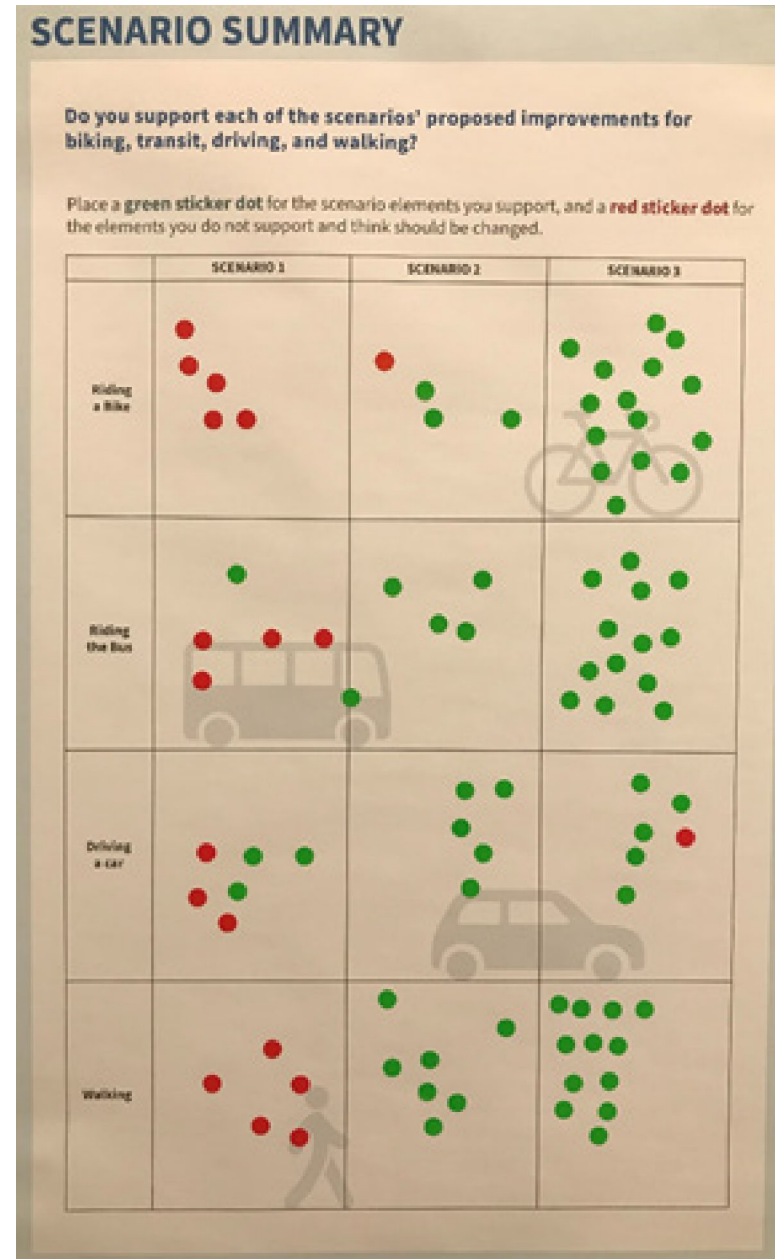 SCENARIO SUMMARY
Do you support each of the scenarios' proposed improvements for
biking, transit, driving, and walking?
Place a green sticker dot for the scenario elements you support, and a red sticker dot for
the elements you do not support and think should be changed.
SCENARIO 1 SCENARIO 2 SCENARIO 3
Riding
a Bike
Riding
the Bus
Driving
a car
Walking